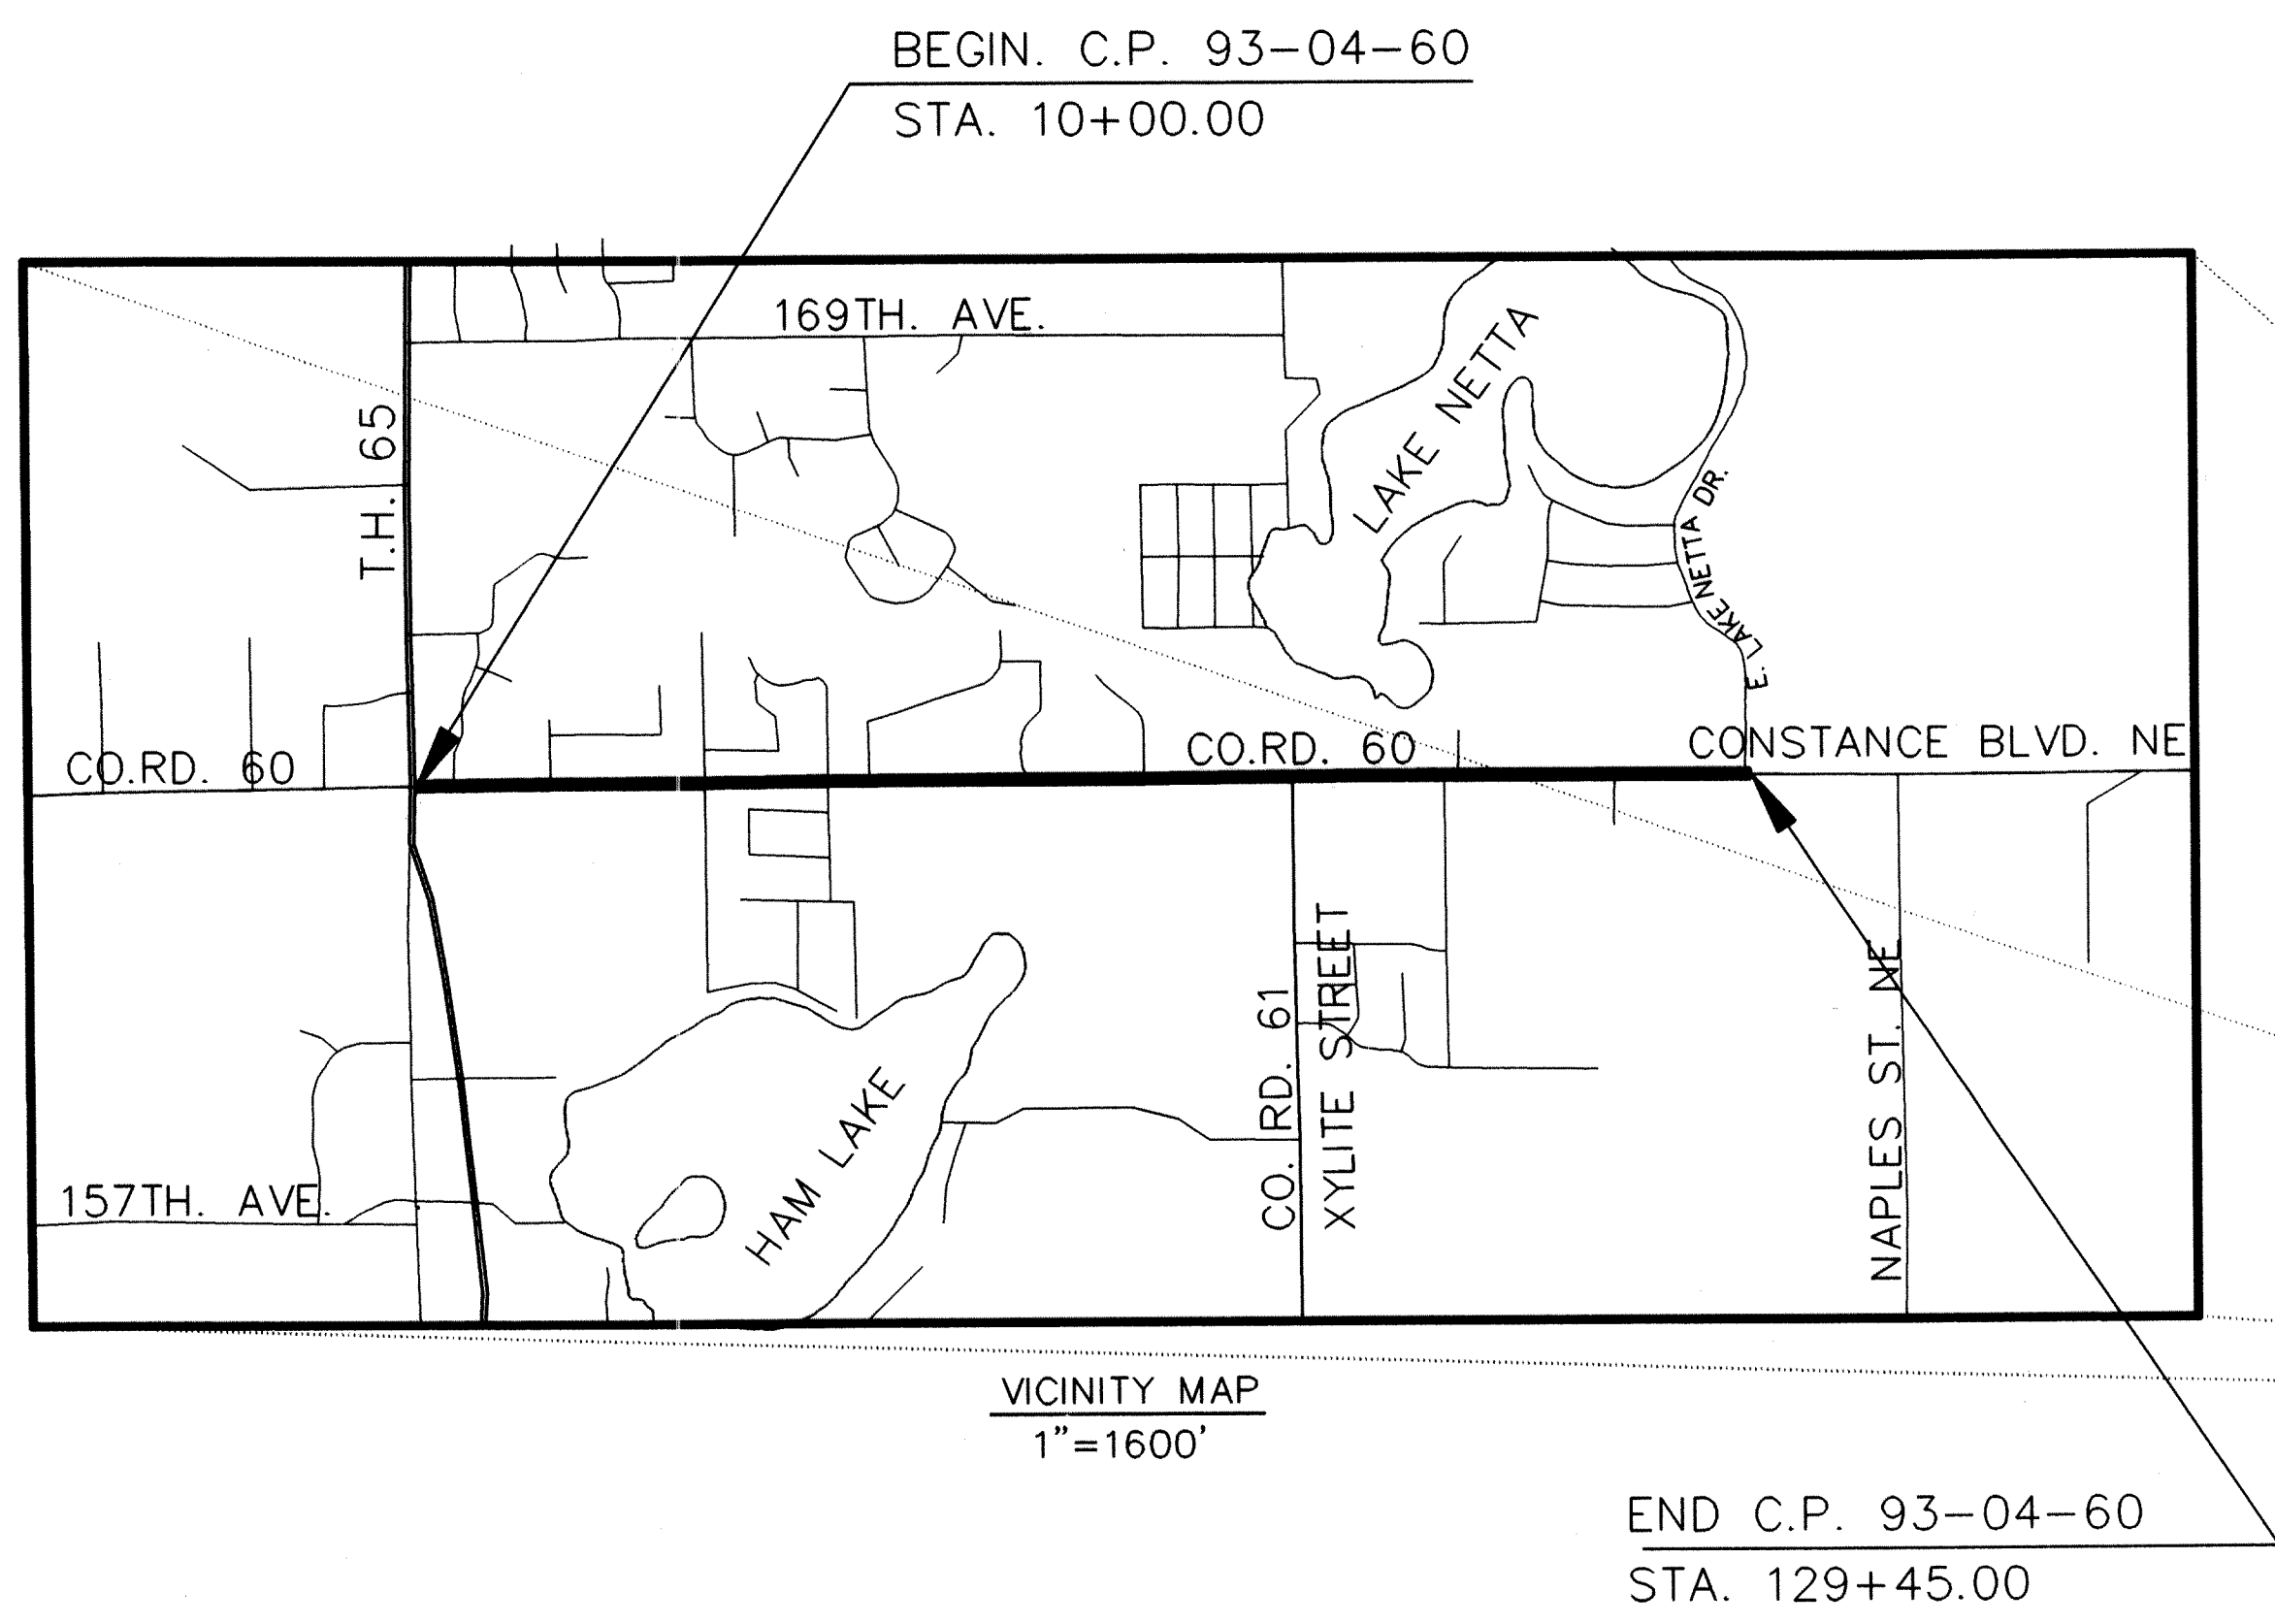 BEGIN. C.P. 93-04-60
STA. 10+00.00
169TH. AVE.
T.H. 65
LAKE NETTA
E. LAKE NETTA DR.
CO.RD. 60
CO.RD. 60
CONSTANCE BLVD. NE
CO. RD. 61
XYLITE STREET
NAPLES ST. NE
HAM LAKE
157TH. AVE.
VICINITY MAP
1"=1600'
END C.P. 93-04-60
STA. 129+45.00